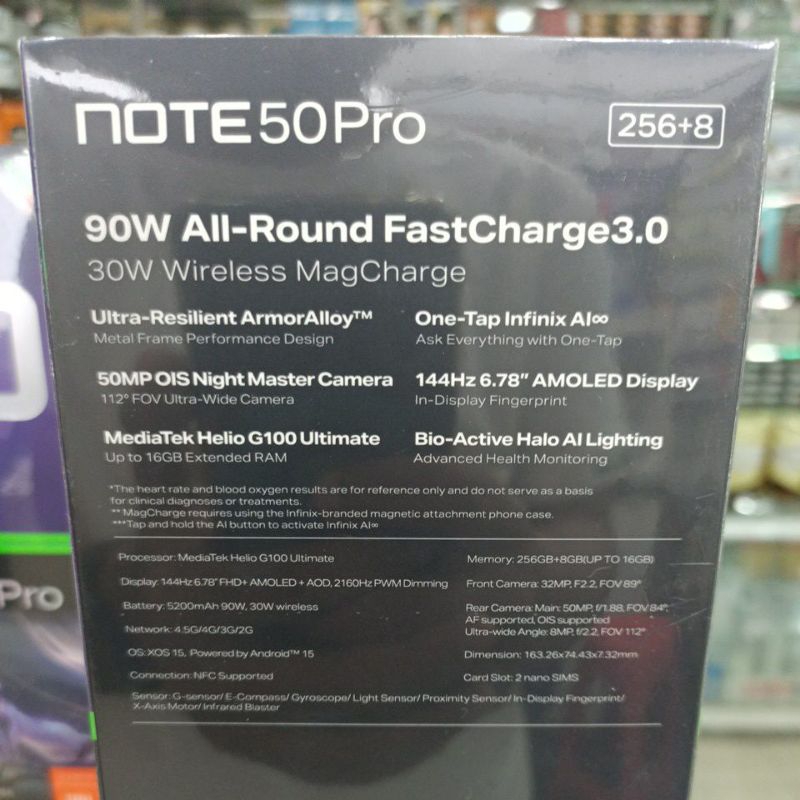 NOTE50Pro
256+8
90W All-Round FastCharge3.0
30W Wireless MagCharge
Ultra-Resilient ArmorAlloy™
Metal Frame Performance Design
One-Tap Infinix AI∞
Ask Everything with One-Tap
50MP OIS Night Master Camera
112° FOV Ultra-Wide Camera
144Hz 6.78" AMOLED Display
In-Display Fingerprint
MediaTek Helio G100 Ultimate
Up to 16GB Extended RAM
Bio-Active Halo AI Lighting
Advanced Health Monitoring
*The heart rate and blood oxygen results are for reference only and do not serve as a basis
for clinical diagnoses or treatments.
** MagCharge requires using the Infinix-branded magnetic attachment phone case.
***Tap and hold the AI button to activate Infinix AI∞
Processor: MediaTek Helio G100 Ultimate
Display: 144Hz 6.78" FHD+ AMOLED + AOD, 2160Hz PWM Dimming
Battery: 5200mAh 90W, 30W wireless
Network: 4.5G/4G/3G/2G
OS: XOS 15, Powered by Android™ 15
Connection: NFC Supported
Memory: 256GB+8GB(UP TO 16GB)
Front Camera: 32MP, F2.2, FOV 89°
Rear Camera: Main: 50MP, f/1.88, FOV 84°,
AF supported, OIS supported
Ultra-wide Angle: 8MP, f/2.2, FOV 112°
Dimension: 163.26x74.43x7.32mm
Card Slot: 2 nano SIMS
Sensor: G-sensor/ E-Compass/ Gyroscope/ Light Sensor/ Proximity Sensor/ In-Display Fingerprint/
X-Axis Motor/ Infrared Blaster
Pro